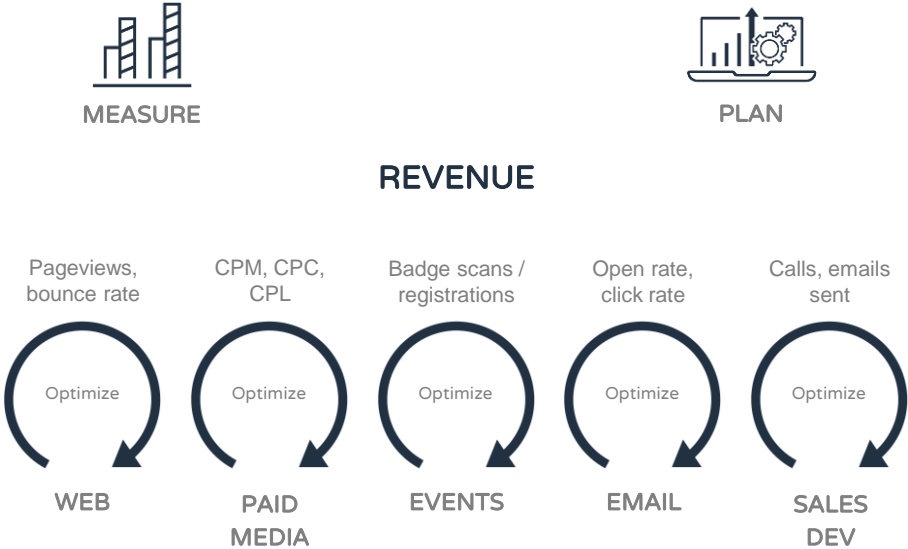 MEASURE
PLAN
REVENUE
Pageviews,
bounce rate
CPM, CPC,
CPL
Badge scans /
registrations
Open rate,
click rate
Calls, emails
sent
Optimize
Optimize
Optimize
Optimize
Optimize
WEB
PAID
MEDIA
EVENTS
EMAIL
SALES
DEV